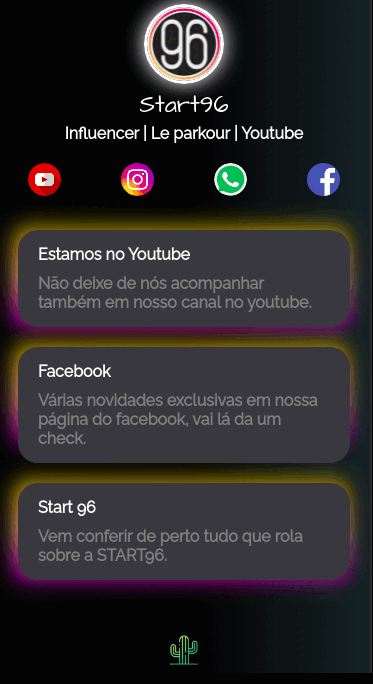 96
Start96
Influencer | Le parkour | Youtube
Estamos no Youtube
Não deixe de nós acompanhar
também em nosso canal no youtube.
Facebook
Várias novidades exclusivas em nossa
página do facebook, vai lá da um
check.
Start 96
Vem conferir de perto tudo que rola
sobre a START96.